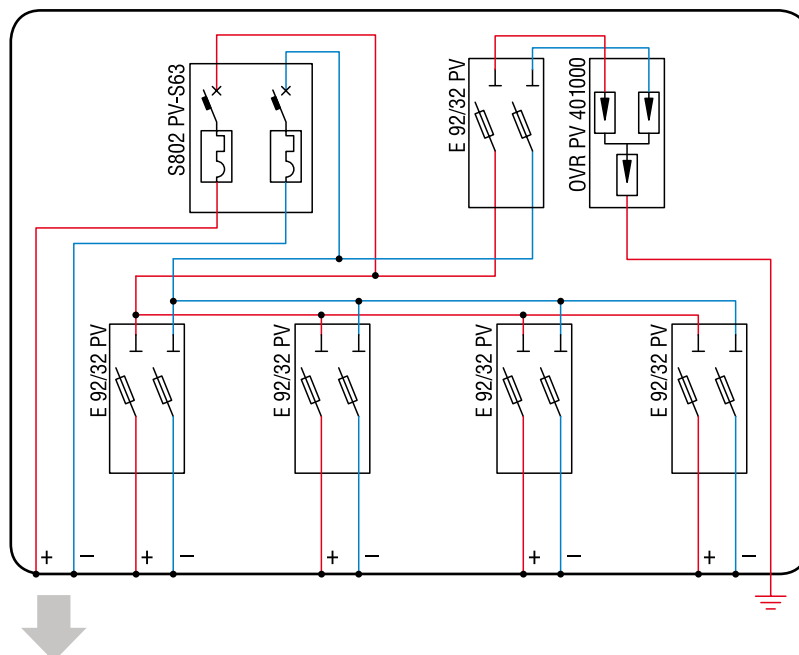 S802 PV-S63
E 92/32 PV
OVR PV 401000
E 92/32 PV
E 92/32 PV
E 92/32 PV
E 92/32 PV
+ − + − + − + − + −